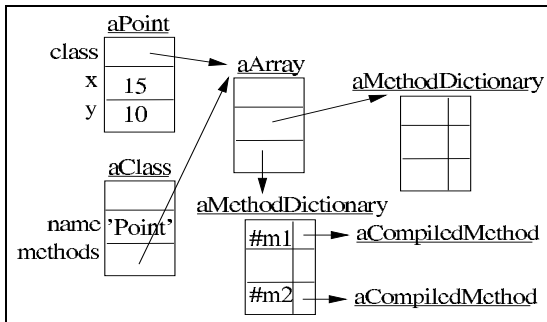 aPoint
class
x 15
y 10
aArray
aMethodDictionary
aClass
name 'Point'
methods
aMethodDictionary
#m1 aCompiledMethod
#m2 aCompiledMethod